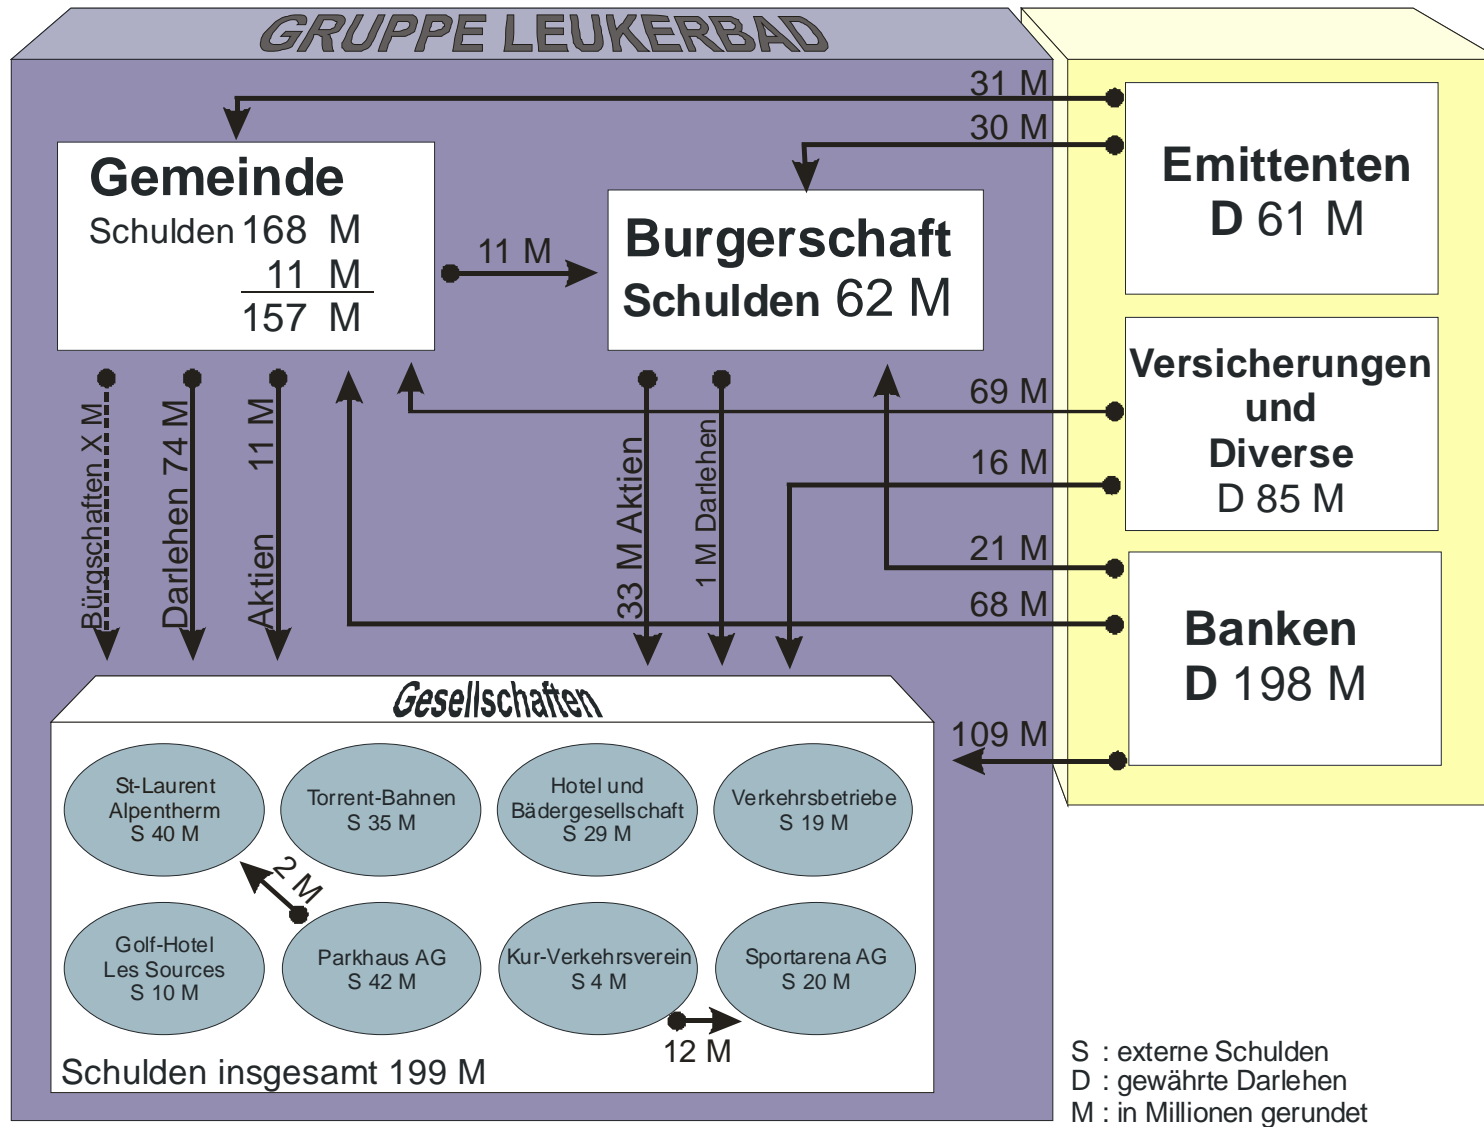 GRUPPE LEUKERBAD
31 M
30 M
Gemeinde
Schulden 168 M
11 M
157 M
11 M
Burgerschaft
Schulden 62 M
Emittenten
D 61 M
Versicherungen
und
Diverse
D 85 M
Banken
D 198 M
69 M
16 M
21 M
68 M
109 M
Bürgschaften X M
Darlehen 74 M
Aktien 11 M
33 M Aktien
1 M Darlehen
Gesellschaften
St-Laurent
Alpentherm
S 40 M
Torrent-Bahnen
S 35 M
Hotel und
Bädergesellschaft
S 29 M
Verkehrsbetriebe
S 19 M
2 M
Golf-Hotel
Les Sources
S 10 M
Parkhaus AG
S 42 M
Kur-Verkehrsverein
S 4 M
Sportarena AG
S 20 M
12 M
Schulden insgesamt 199 M
S : externe Schulden
D : gewährte Darlehen
M : in Millionen gerundet